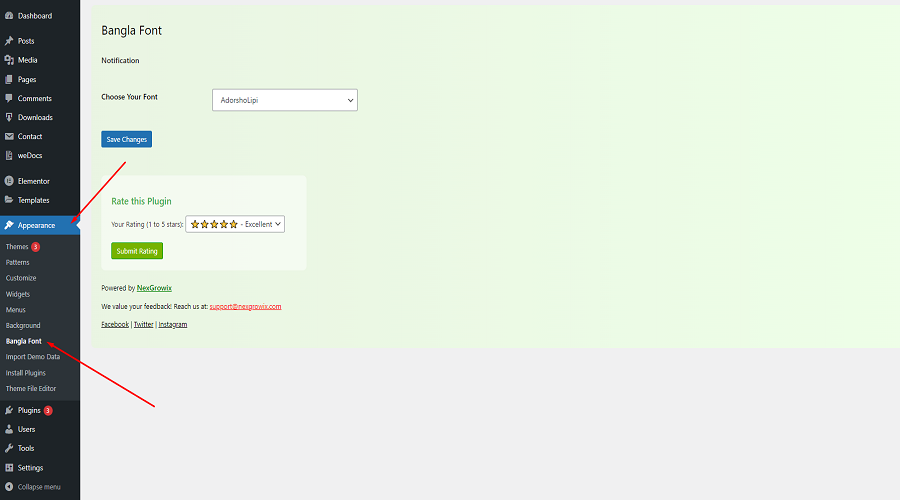 Dashboard
Posts
Media
Pages
Comments
Downloads
Contact
weDocs
Elementor
Templates
Appearance
Themes 3
Patterns
Customize
Widgets
Menus
Background
Bangla Font
Import Demo Data
Install Plugins
Theme File Editor
Plugins 3
Users
Tools
Settings
Collapse menu
Bangla Font
Notification
Choose Your Font AdorshoLipi
Save Changes
Rate this Plugin
Your Rating (1 to 5 stars): ⭐⭐⭐⭐⭐ - Excellent
Submit Rating
Powered by NexGrowix
We value your feedback! Reach us at: support@nexgrowix.com
Facebook | Twitter | Instagram